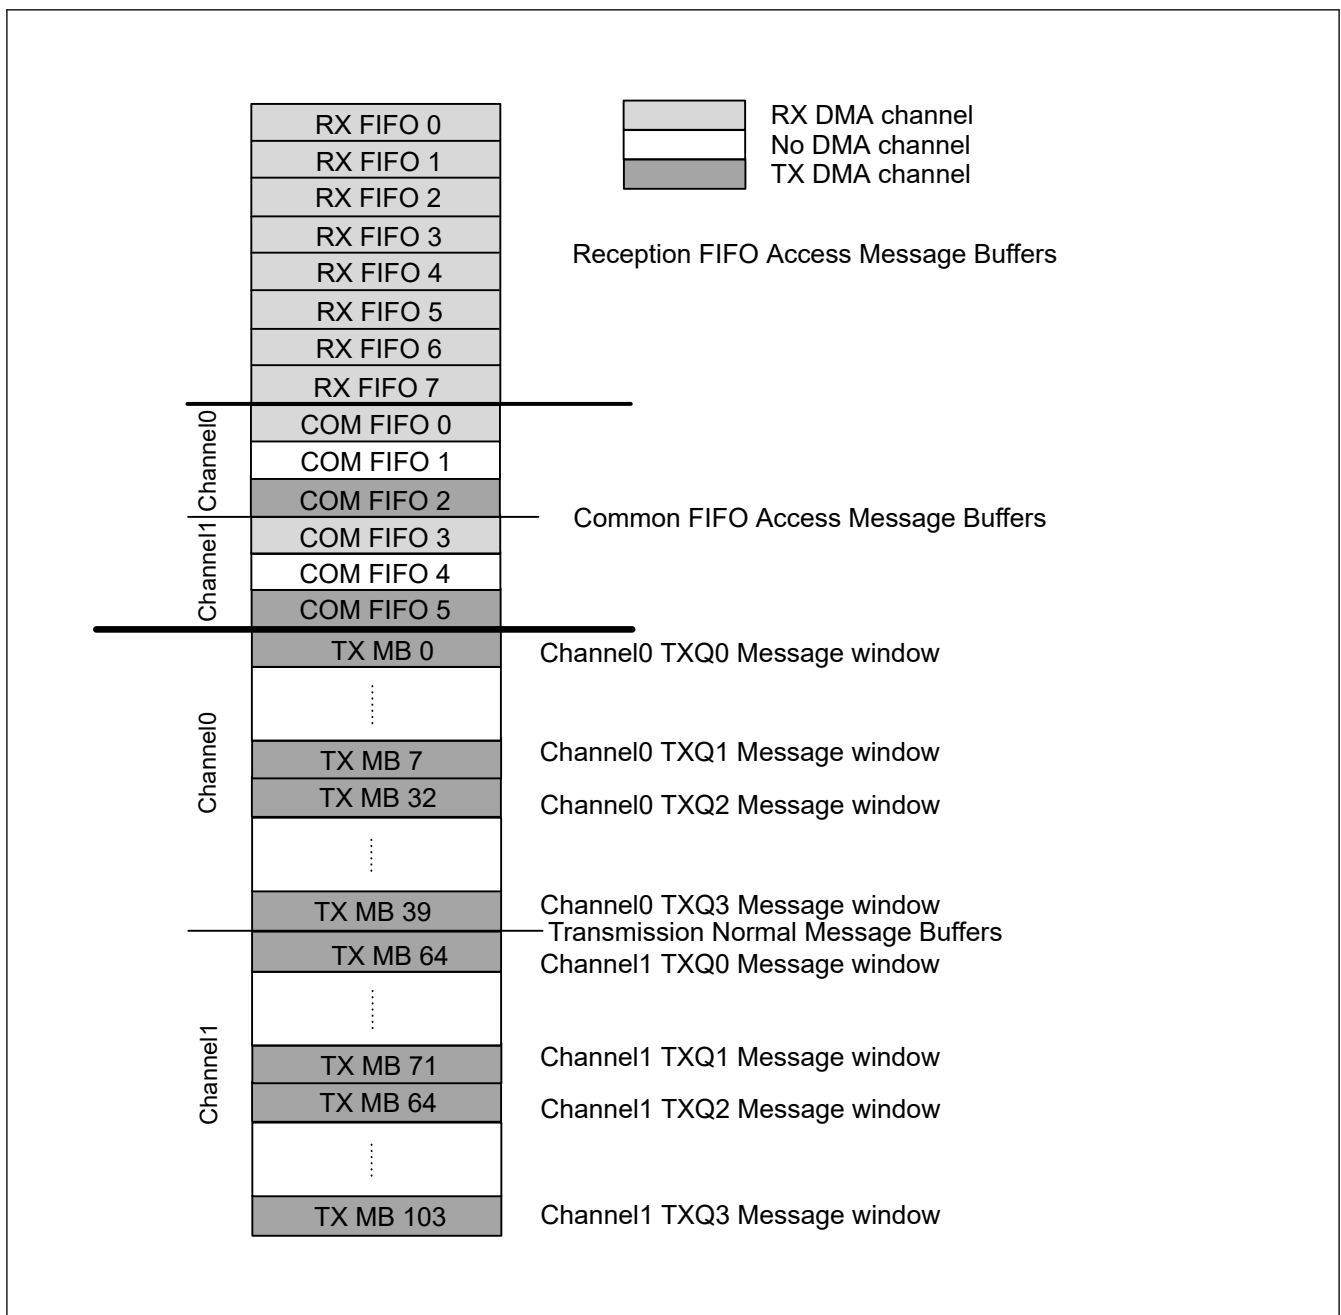 RX FIFO 0
RX FIFO 1
RX FIFO 2
RX FIFO 3
RX FIFO 4
RX FIFO 5
RX FIFO 6
RX FIFO 7
RX DMA channel
No DMA channel
TX DMA channel
Reception FIFO Access Message Buffers
Channel0
COM FIFO 0
COM FIFO 1
COM FIFO 2
Common FIFO Access Message Buffers
Channel1
COM FIFO 3
COM FIFO 4
COM FIFO 5
Channel0
TX MB 0
Channel0 TXQ0 Message window
TX MB 7
Channel0 TXQ1 Message window
TX MB 32
Channel0 TXQ2 Message window
TX MB 39
Channel0 TXQ3 Message window
Transmission Normal Message Buffers
Channel1
TX MB 64
Channel1 TXQ0 Message window
TX MB 71
Channel1 TXQ1 Message window
TX MB 64
Channel1 TXQ2 Message window
TX MB 103
Channel1 TXQ3 Message window